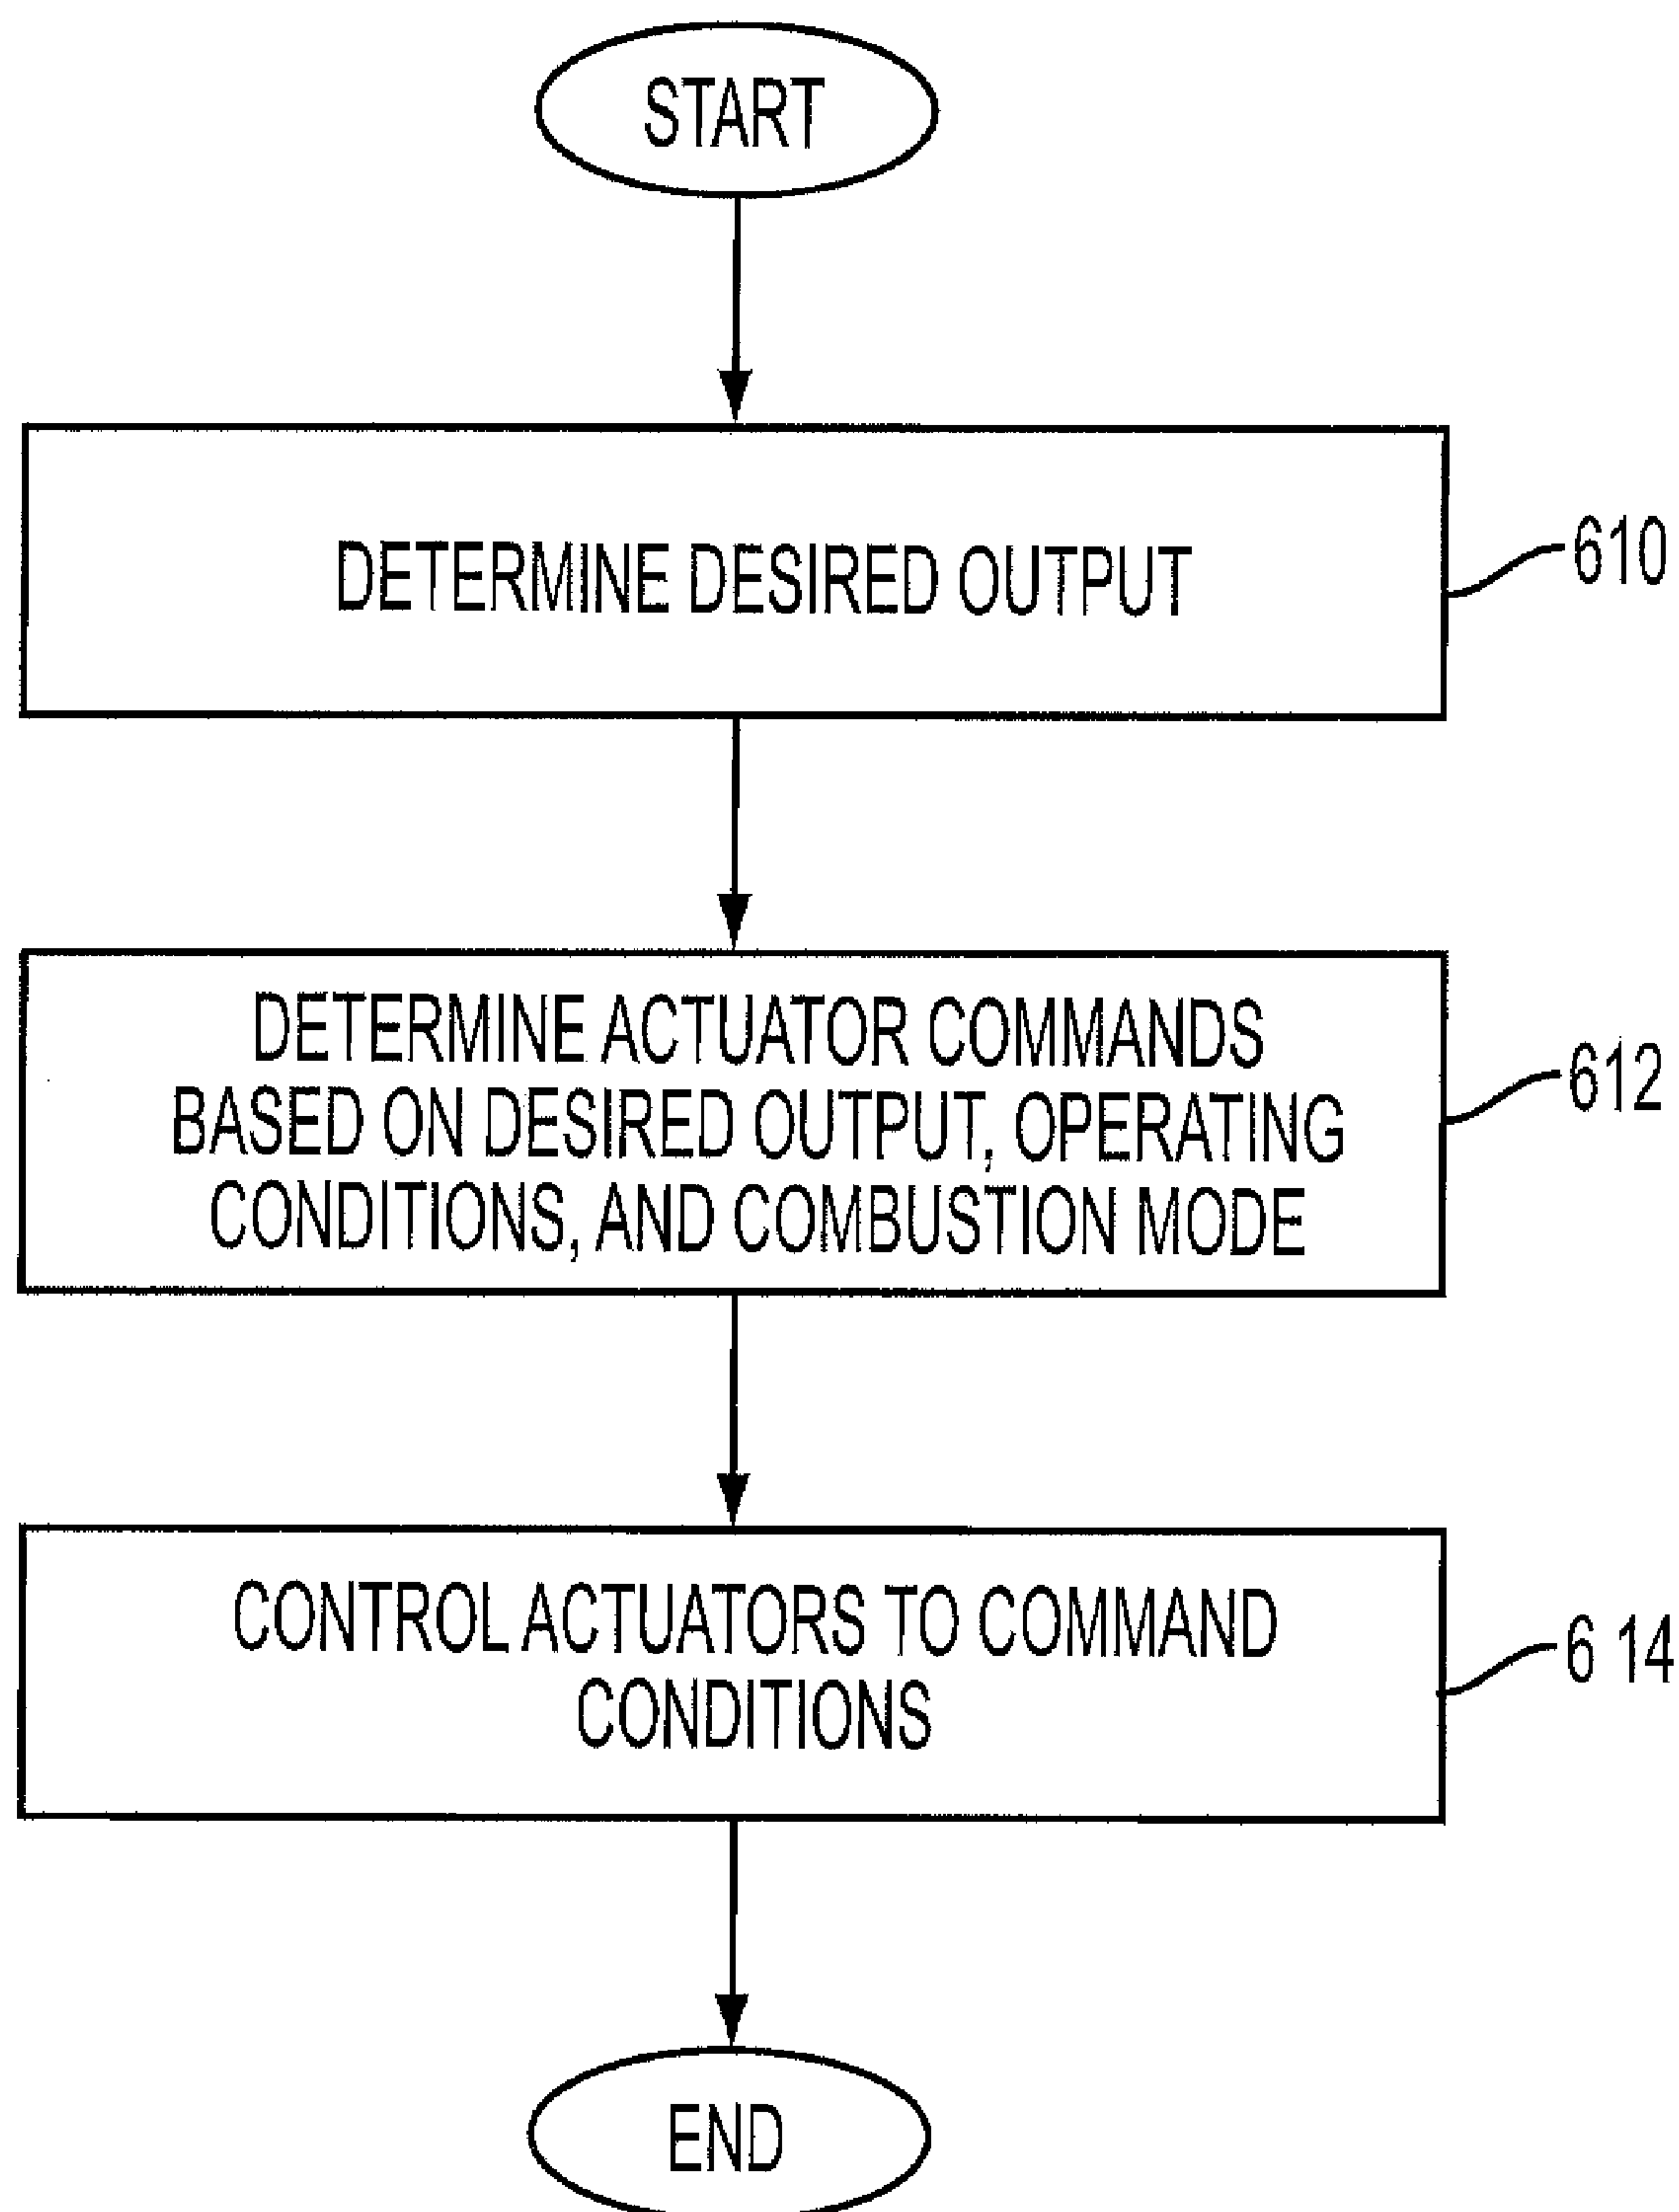 START
DETERMINE DESIRED OUTPUT
610
DETERMINE ACTUATOR COMMANDS
BASED ON DESIRED OUTPUT, OPERATING
CONDITIONS, AND COMBUSTION MODE
612
CONTROL ACTUATORS TO COMMAND
CONDITIONS
6 14
END